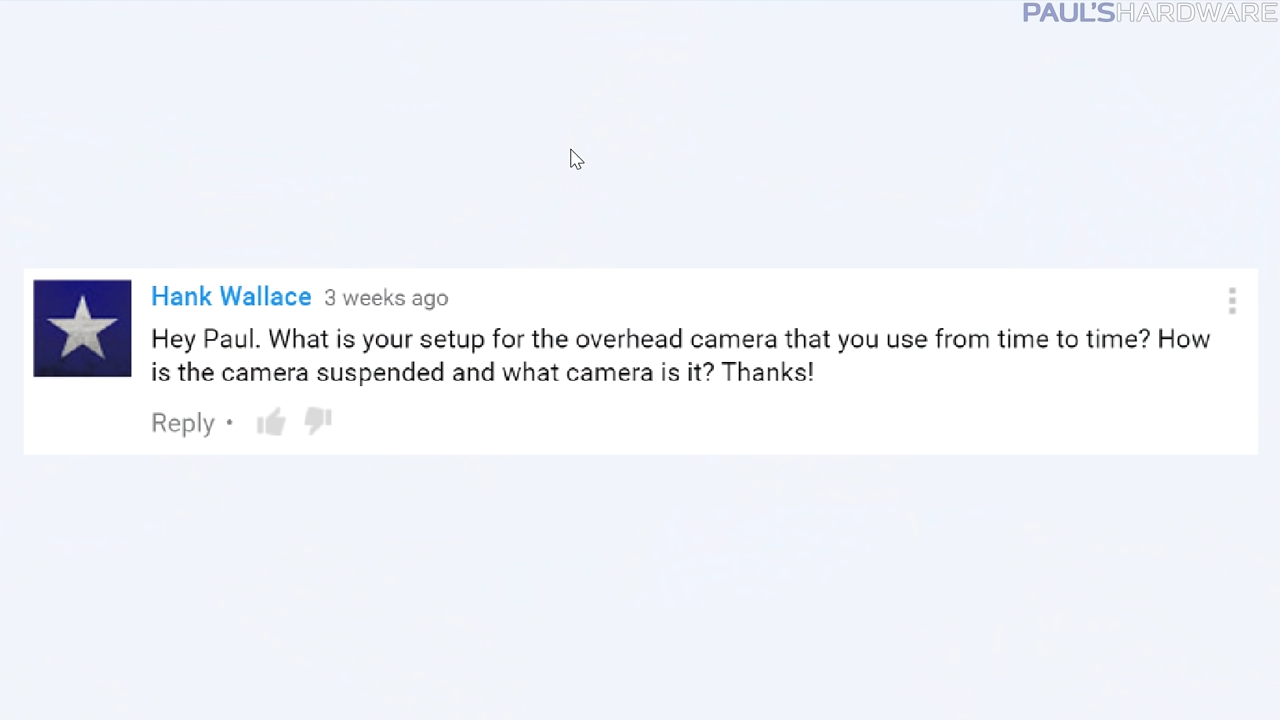 PAUL'SHARDWARE
Hank Wallace 3 weeks ago
Hey Paul. What is your setup for the overhead camera that you use from time to time? How
is the camera suspended and what camera is it? Thanks!
Reply •